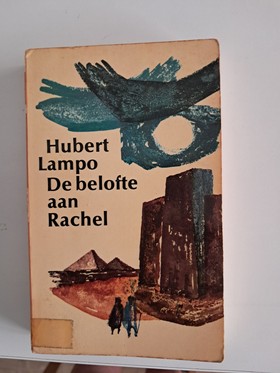 Hubert
Lampo
De belofte
aan
Rachel